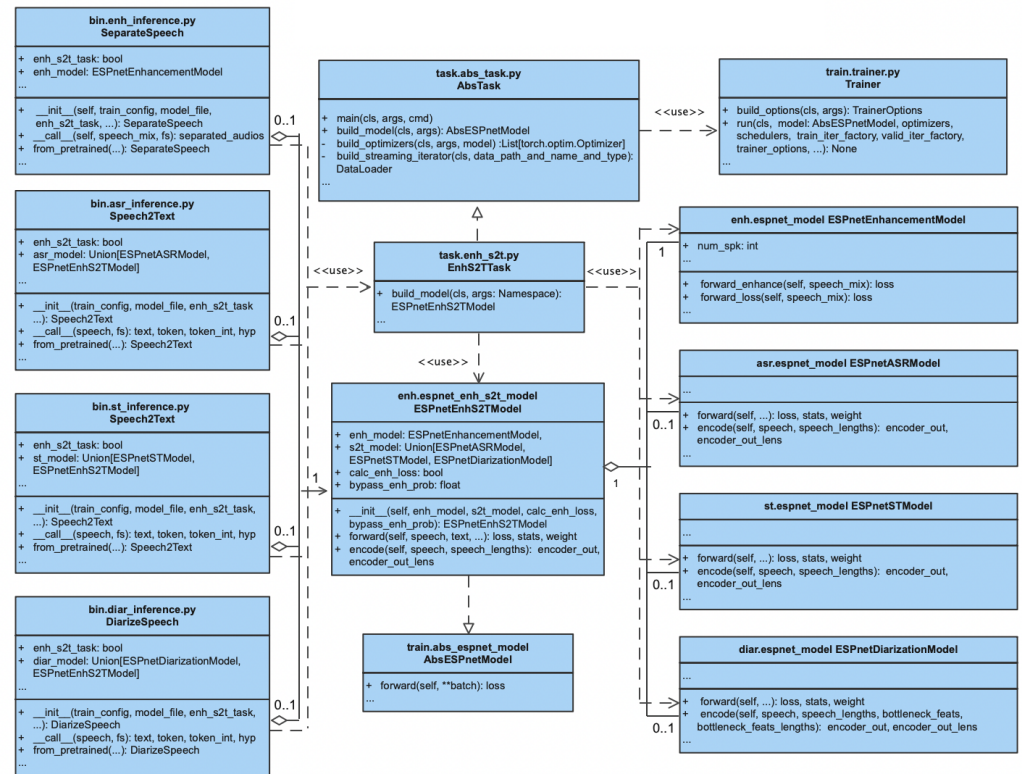 bin.enh_inference.py
SeparateSpeech
+ enh_s2t_task: bool
+ enh_model: ESPnetEnhancementModel
...
+ __init__(self, train_config, model_file,
enh_s2t_task, ...): SeparateSpeech
+ __call__(self, speech_mix, fs): separated_audios
+ from_pretrained(...): SeparateSpeech
...
0..1
bin.asr_inference.py
Speech2Text
+ enh_s2t_task: bool
+ asr_model: Union[ESPnetASRModel,
ESPnetEnhS2TModel]
...
+ __init__(train_config, model_file, enh_s2t_task
...): Speech2Text
+ __call__(speech, fs): text, token, token_int, hyp
+ from_pretrained(...): Speech2Text
...
0..1
bin.st_inference.py
Speech2Text
+ enh_s2t_task: bool
+ st_model: Union[ESPnetSTModel,
ESPnetEnhS2TModel]
...
+ __init__(train_config, model_file, enh_s2t_task,
...): Speech2Text
+ __call__(speech, fs): text, token, token_int, hyp
+ from_pretrained(...): Speech2Text
...
0..1
bin.diar_inference.py
DiarizeSpeech
+ enh_s2t_task: bool
+ diar_model: Union[ESPnetDiarizationModel,
ESPnetEnhS2TModel]
...
+ __init__(train_config, model_file, enh_s2t_task,
...): DiarizeSpeech
+ __call__(speech, fs): text, token, token_int, hyp
+ from_pretrained(...): DiarizeSpeech
...
0..1
task.abs_task.py
AbsTask
+ main(cls, args, cmd)
+ build_model(cls, args): AbsESPnetModel
- build_optimizers(cls, args, model) :List[torch.optim.Optimizer]
- build_streaming_iterator(cls, data_path_and_name_and_type):
DataLoader
...
<<use>>
train.trainer.py
Trainer
+ build_options(cls, args): TrainerOptions
+ run(cls, model: AbsESPnetModel, optimizers,
schedulers, train_iter_factory, valid_iter_factory,
trainer_options, ...): None
...
<<use>>
task.enh_s2t.py
EnhS2TTask
+ build_model(cls, args: Namespace):
ESPnetEnhS2TModel
...
<<use>>
<<use>>
1
enh.espnet_enh_s2t_model
ESPnetEnhS2TModel
+ enh_model: ESPnetEnhancementModel,
+ s2t_model: Union[ESPnetASRModel,
ESPnetSTModel, ESPnetDiarizationModel]
+ calc_enh_loss: bool
+ bypass_enh_prob: float
+ __init__(self, enh_model, s2t_model, calc_enh_loss,
bypass_enh_prob): ESPnetEnhS2TModel
+ forward(self, speech, text, ...): loss, stats, weight
+ encode(self, speech, speech_lengths): encoder_out,
encoder_out_lens
1
train.abs_espnet_model
AbsESPnetModel
+ forward(self, **batch): loss
...
enh.espnet_model ESPnetEnhancementModel
+ num_spk: int
...
+ forward_enhance(self, speech_mix): loss
+ forward_loss(self, speech_mix): loss
...
1
asr.espnet_model ESPnetASRModel
...
+ forward(self, ...): loss, stats, weight
+ encode(self, speech, speech_lengths): encoder_out,
encoder_out_lens
...
0..1
st.espnet_model ESPnetSTModel
...
+ forward(self, ...): loss, stats, weight
+ encode(self, speech, speech_lengths): encoder_out,
encoder_out_lens
...
0..1
diar.espnet_model ESPnetDiarizationModel
...
+ forward(self, ...): loss, stats, weight
+ encode(self, speech, speech_lengths, bottleneck_feats,
bottleneck_feats_lengths): encoder_out, encoder_out_lens
...
0..1